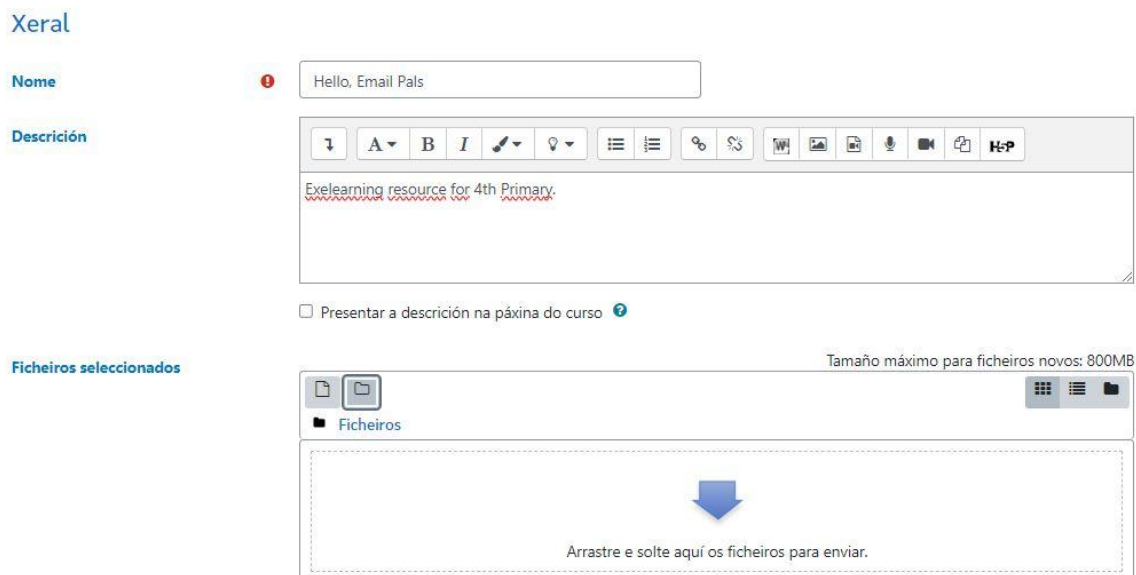 Xeral
Nome
Hello, Email Pals
Descrición
A B I H5P
Exelearning resource for 4th Primary.
Presentar a descrición na páxina do curso
Ficheiros seleccionados
Tamaño máximo para ficheiros novos: 800MB
Ficheiros
Arrastre e solte aquí os ficheiros para enviar.